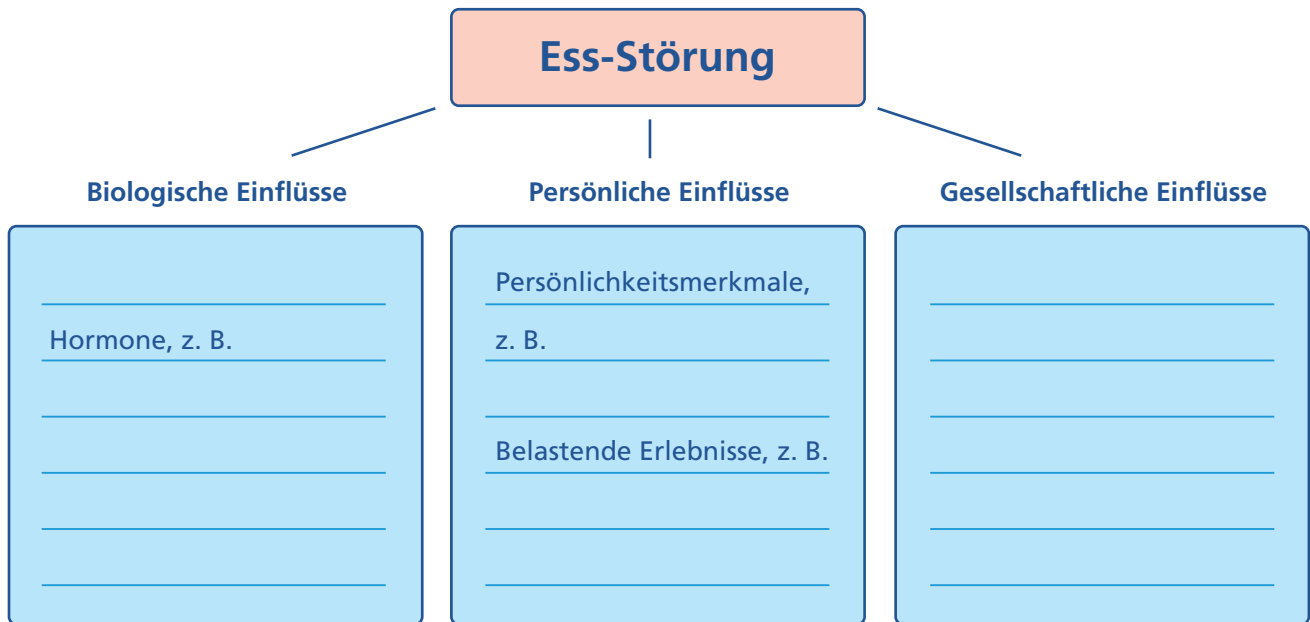 Ess-Störung
Biologische Einflüsse
Hormone, z. B.
Persönliche Einflüsse
Persönlichkeitsmerkmale,
z. B.
Belastende Erlebnisse, z. B.
Gesellschaftliche Einflüsse